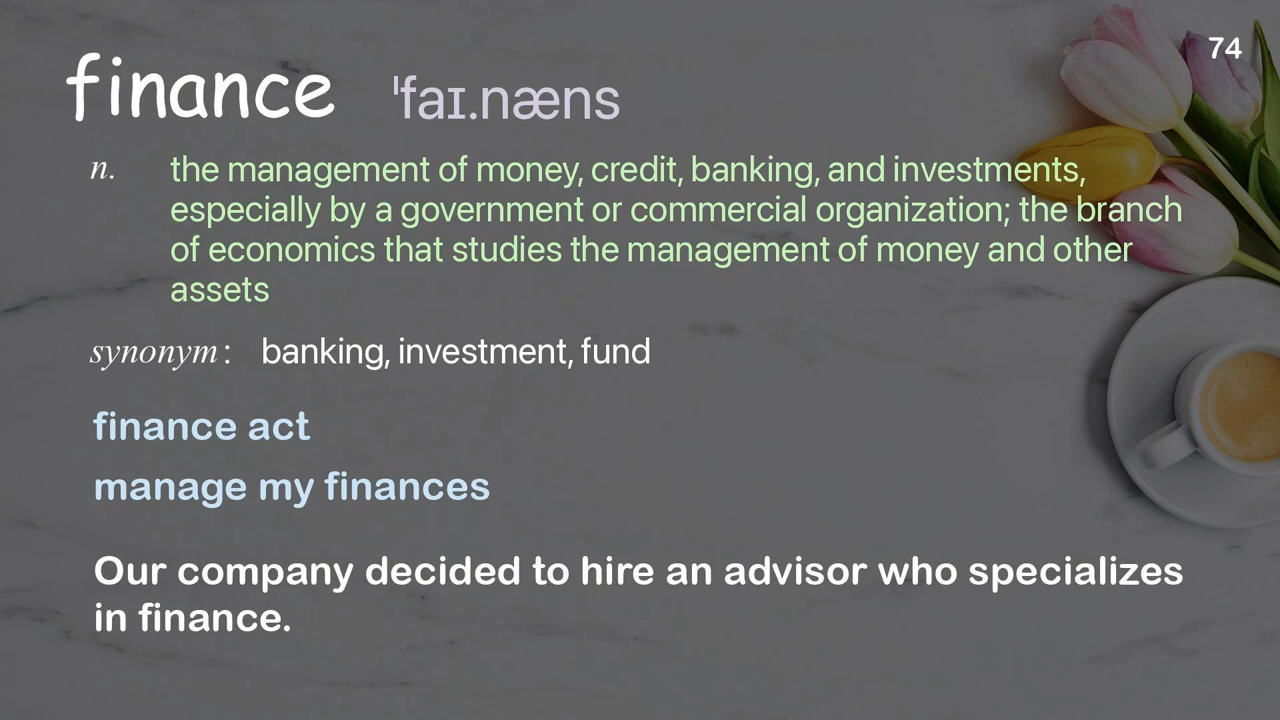 74
finance ˈfaɪ.næns
n. the management of money, credit, banking, and investments,
especially by a government or commercial organization; the branch
of economics that studies the management of money and other
assets
synonym: banking, investment, fund
finance act
manage my finances
Our company decided to hire an advisor who specializes
in finance.